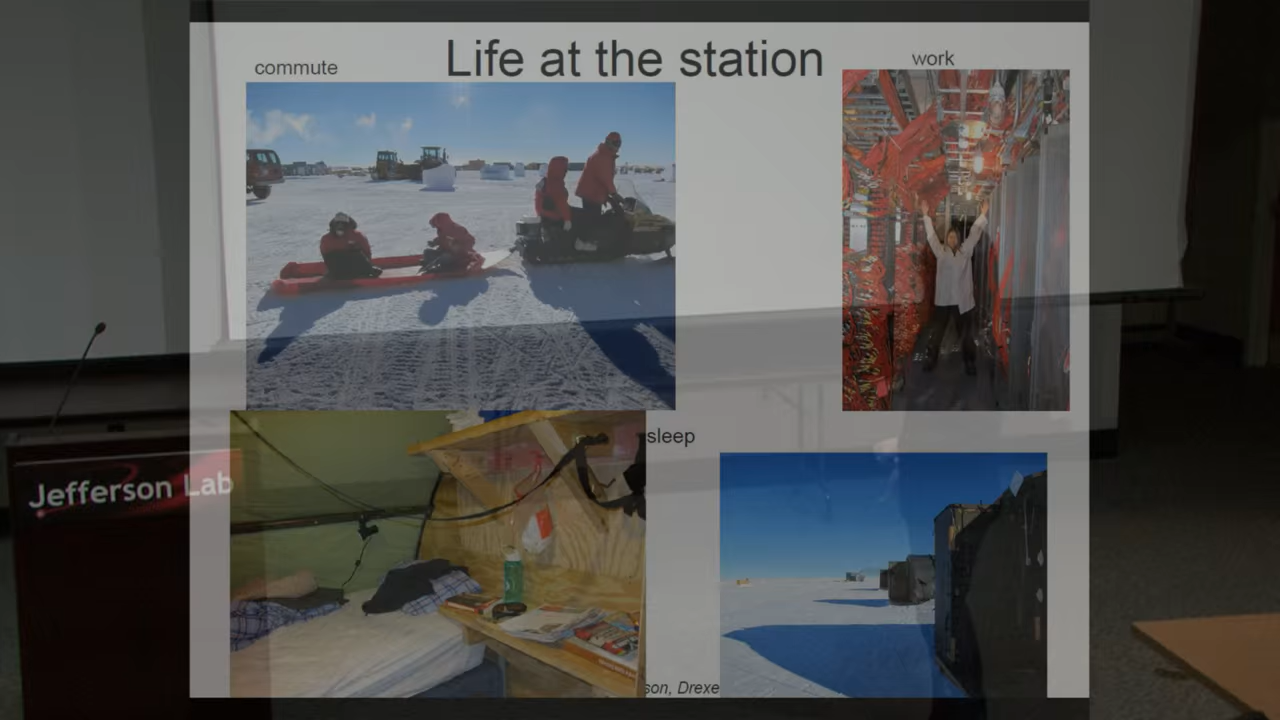 Life at the station
commute
work
sleep
Jefferson Lab
son, Drexe